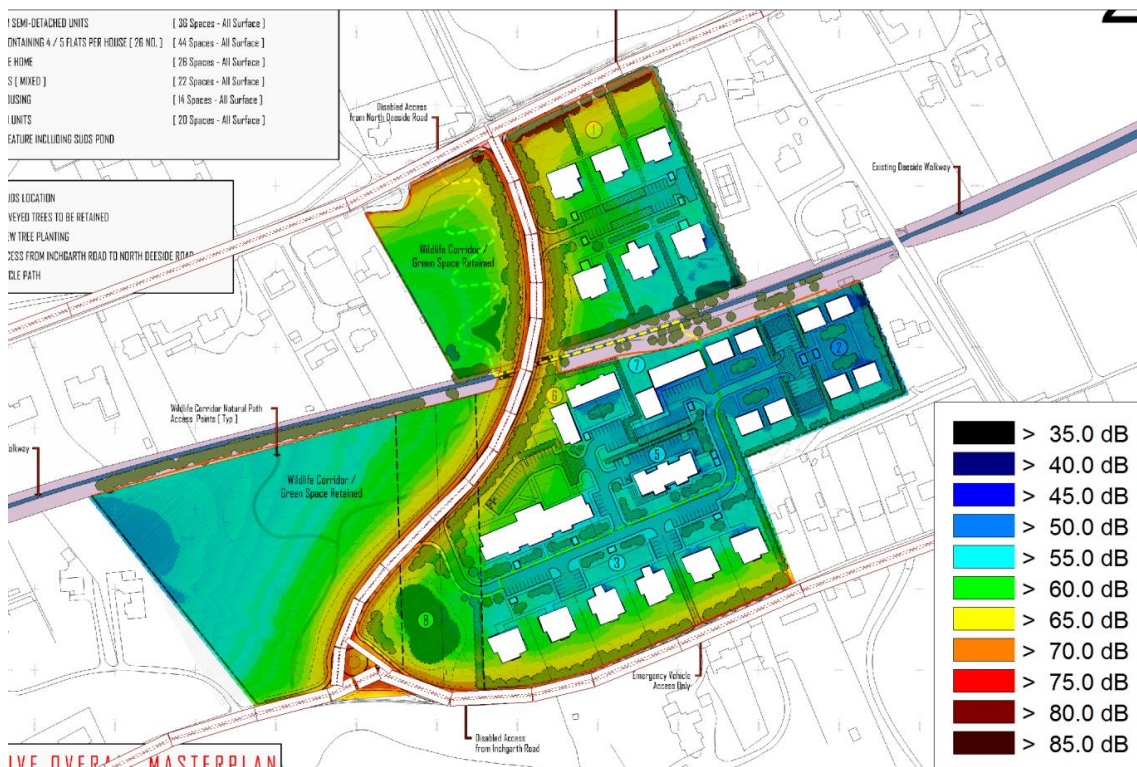 SEMI-DETACHED UNITS [ 36 Spaces - All Surface ]
ONTAINING 4 / 5 FLATS PER HOUSE [ 26 NO. ] [ 44 Spaces - All Surface ]
E HOME [ 26 Spaces - All Surface ]
S [ MIXED ] [ 22 Spaces - All Surface ]
OUSING [ 14 Spaces - All Surface ]
UNITS [ 20 Spaces - All Surface ]
EATURE INCLUDING SUDS POND
Disabled Access
from North Deeside Road
UDS LOCATION
VEYED TREES TO BE RETAINED
EW TREE PLANTING
CESS FROM INCHGARTH ROAD TO NORTH DEESIDE ROAD
CLE PATH
1
Existing Deeside Walkway
Wildlife Corridor /
Green Space Retained
2
7
6
Wildlife Corridor Natural Path
Access Points [ Typ ]
alkway
Wildlife Corridor /
Green Space Retained
5
3
8
Emergency Vehicle
Access Only
Disabled Access
from Inchgarth Road
> 35.0 dB
> 40.0 dB
> 45.0 dB
> 50.0 dB
> 55.0 dB
> 60.0 dB
> 65.0 dB
> 70.0 dB
> 75.0 dB
> 80.0 dB
> 85.0 dB
IVE OVERA MASTERPLAN